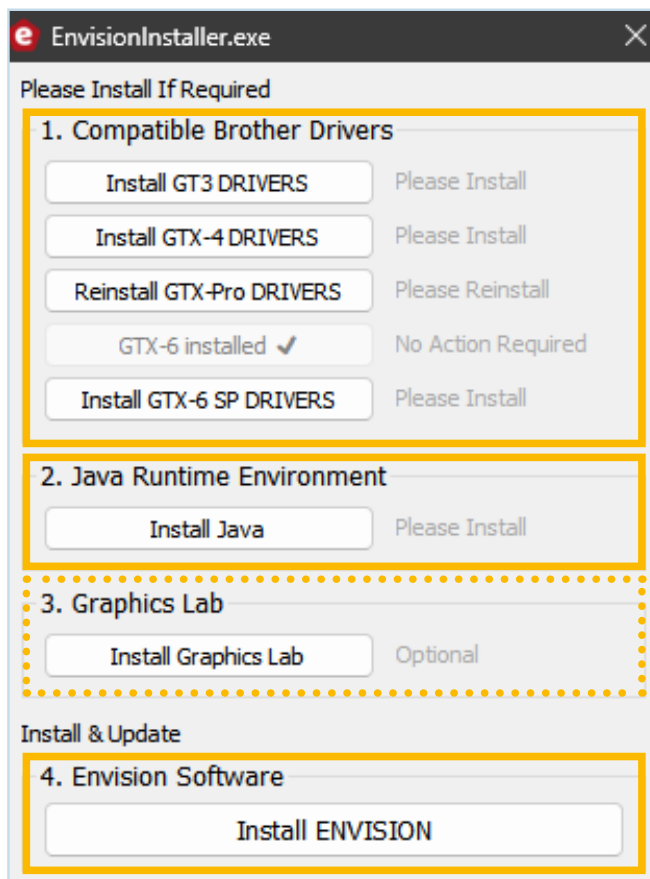 e EnvisionInstaller.exe
Please Install If Required
1. Compatible Brother Drivers
Install GT3 DRIVERS Please Install
Install GTX-4 DRIVERS Please Install
Reinstall GTX-Pro DRIVERS Please Reinstall
GTX-6 installed ✓ No Action Required
Install GTX-6 SP DRIVERS Please Install
2. Java Runtime Environment
Install Java Please Install
3. Graphics Lab
Install Graphics Lab Optional
Install & Update
4. Envision Software
Install ENVISION